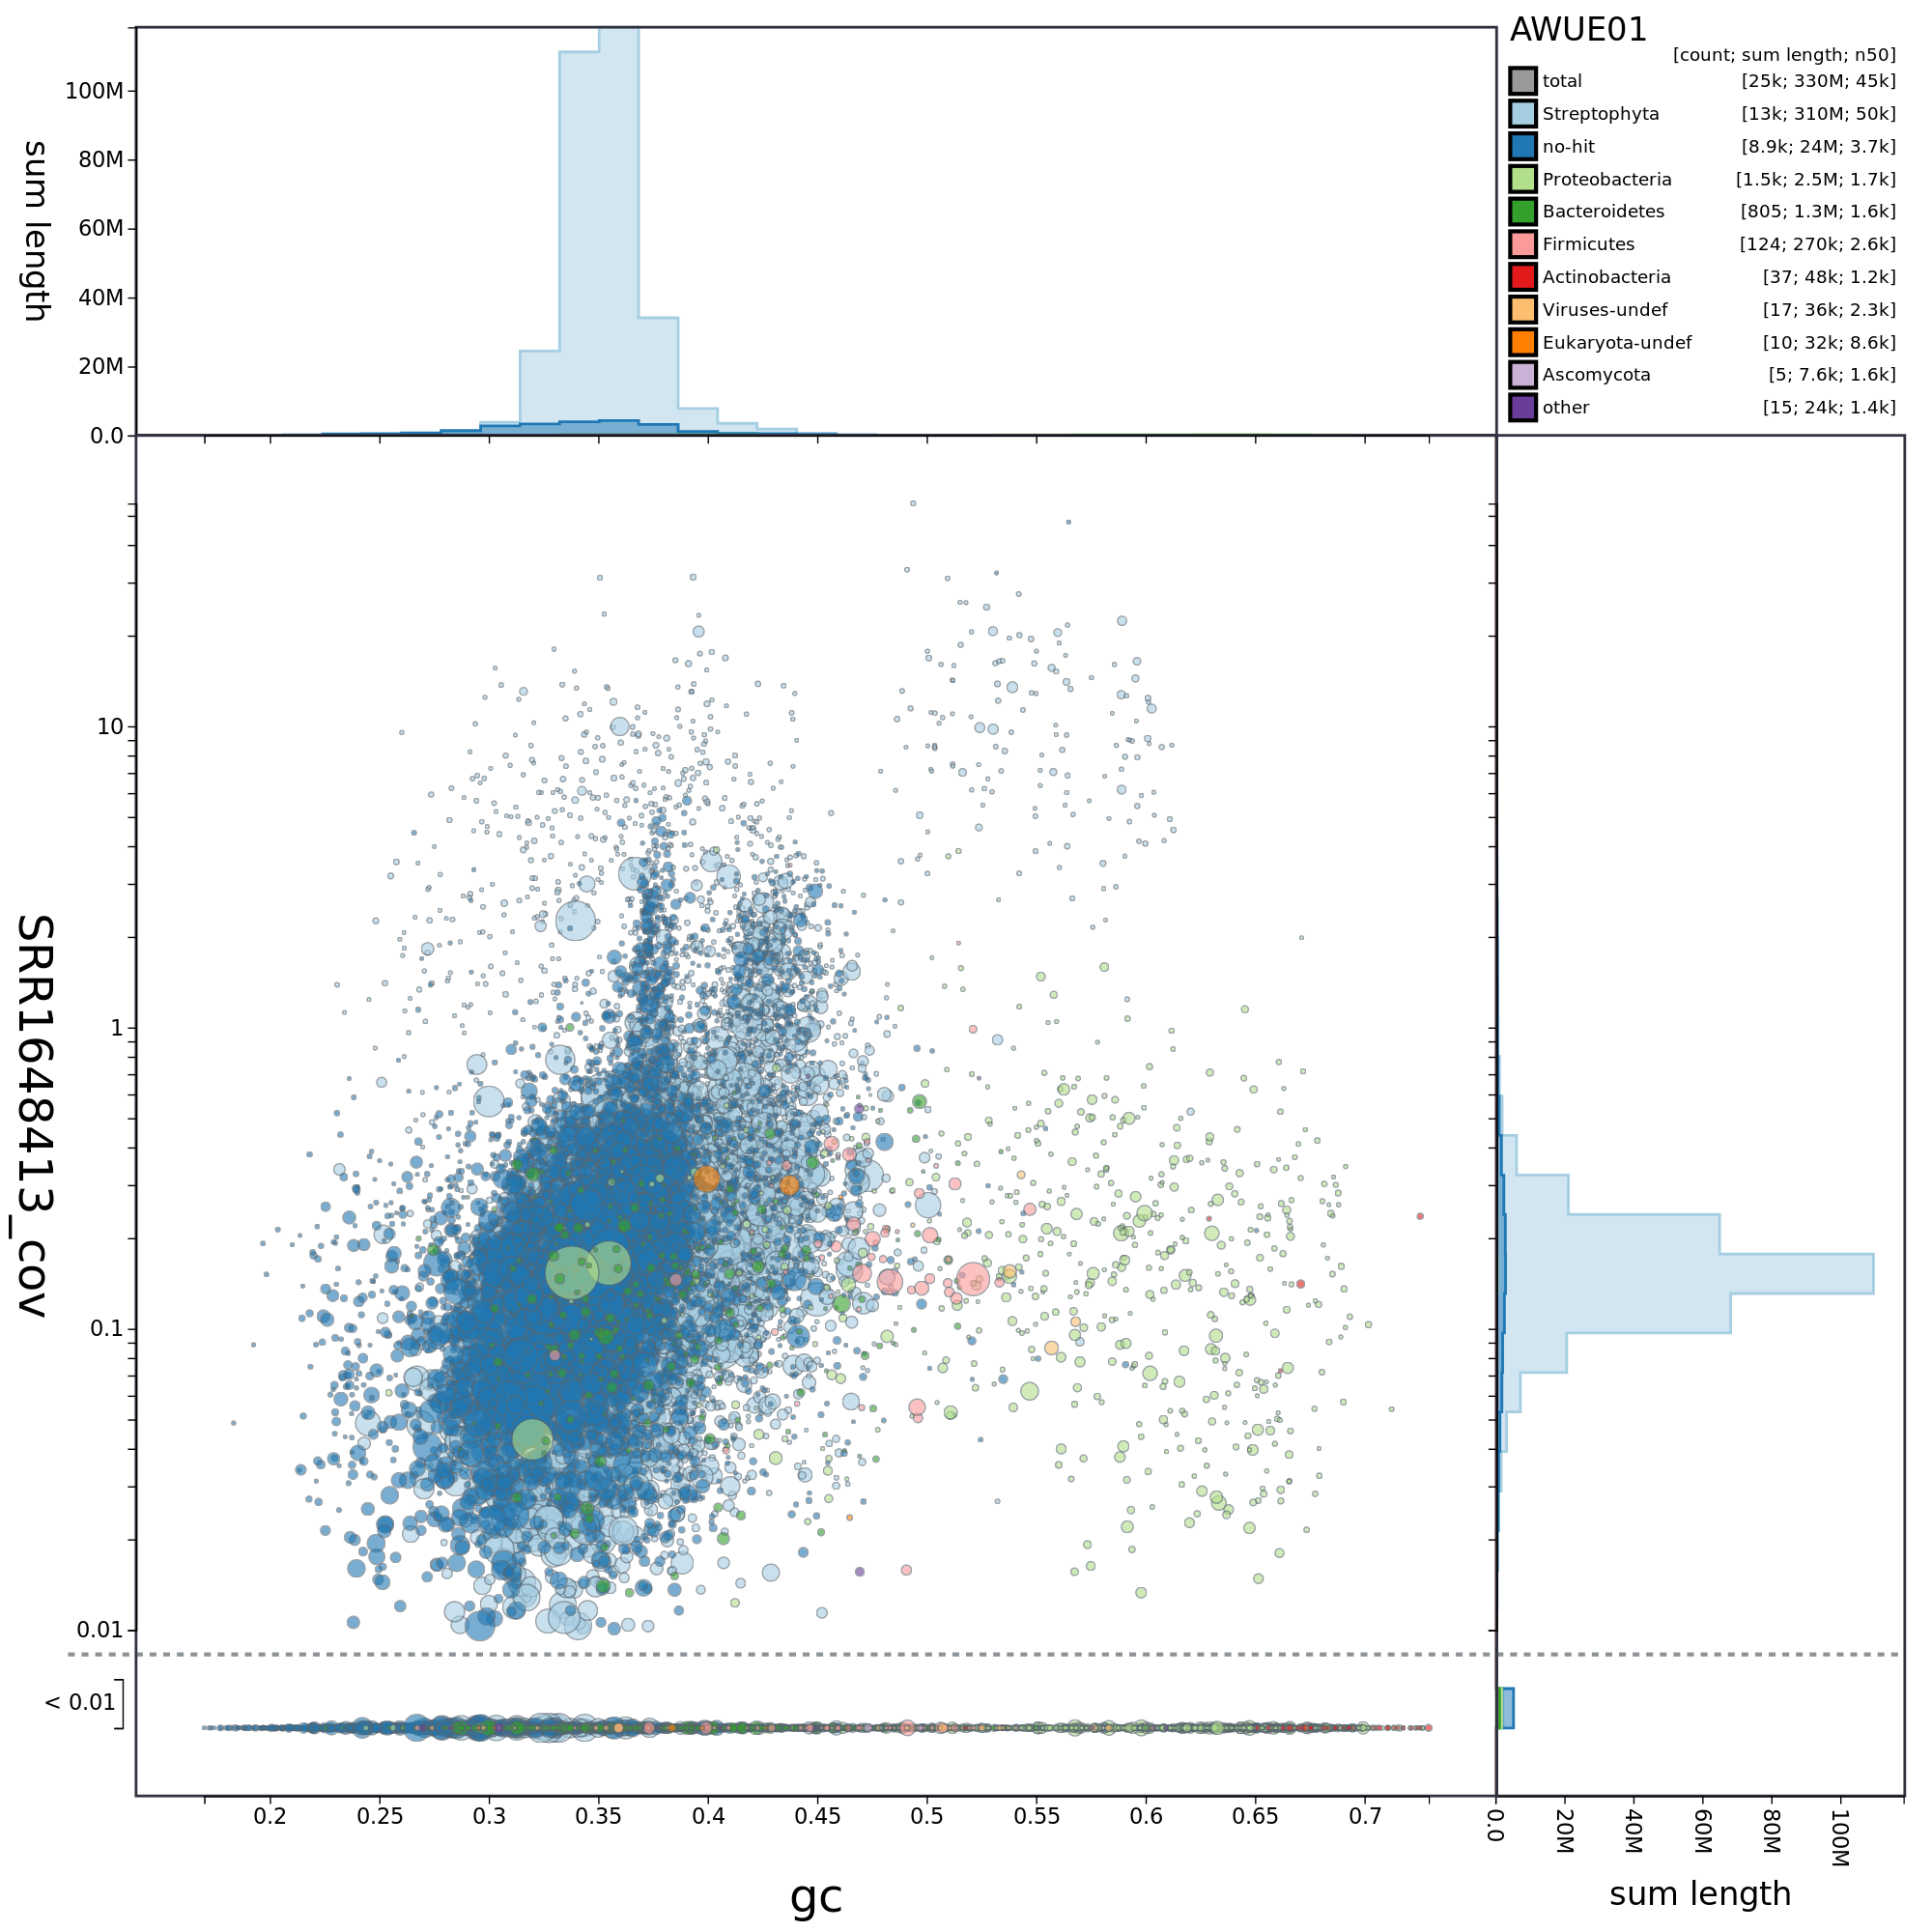 AWUE01
[count; sum length; n50]
total [25k; 330M; 45k]
Streptophyta [13k; 310M; 50k]
no-hit [8.9k; 24M; 3.7k]
Proteobacteria [1.5k; 2.5M; 1.7k]
Bacteroidetes [805; 1.3M; 1.6k]
Firmicutes [124; 270k; 2.6k]
Actinobacteria [37; 48k; 1.2k]
Viruses-undef [17; 36k; 2.3k]
Eukaryota-undef [10; 32k; 8.6k]
Ascomycota [5; 7.6k; 1.6k]
other [15; 24k; 1.4k]
sum length
100M
80M
60M
40M
20M
0.0
SRR1648413_cov
10
1
0.1
0.01
< 0.01
0.2 0.25 0.3 0.35 0.4 0.45 0.5 0.55 0.6 0.65 0.7
gc
0.0 20M 40M 60M 80M 100M
sum length